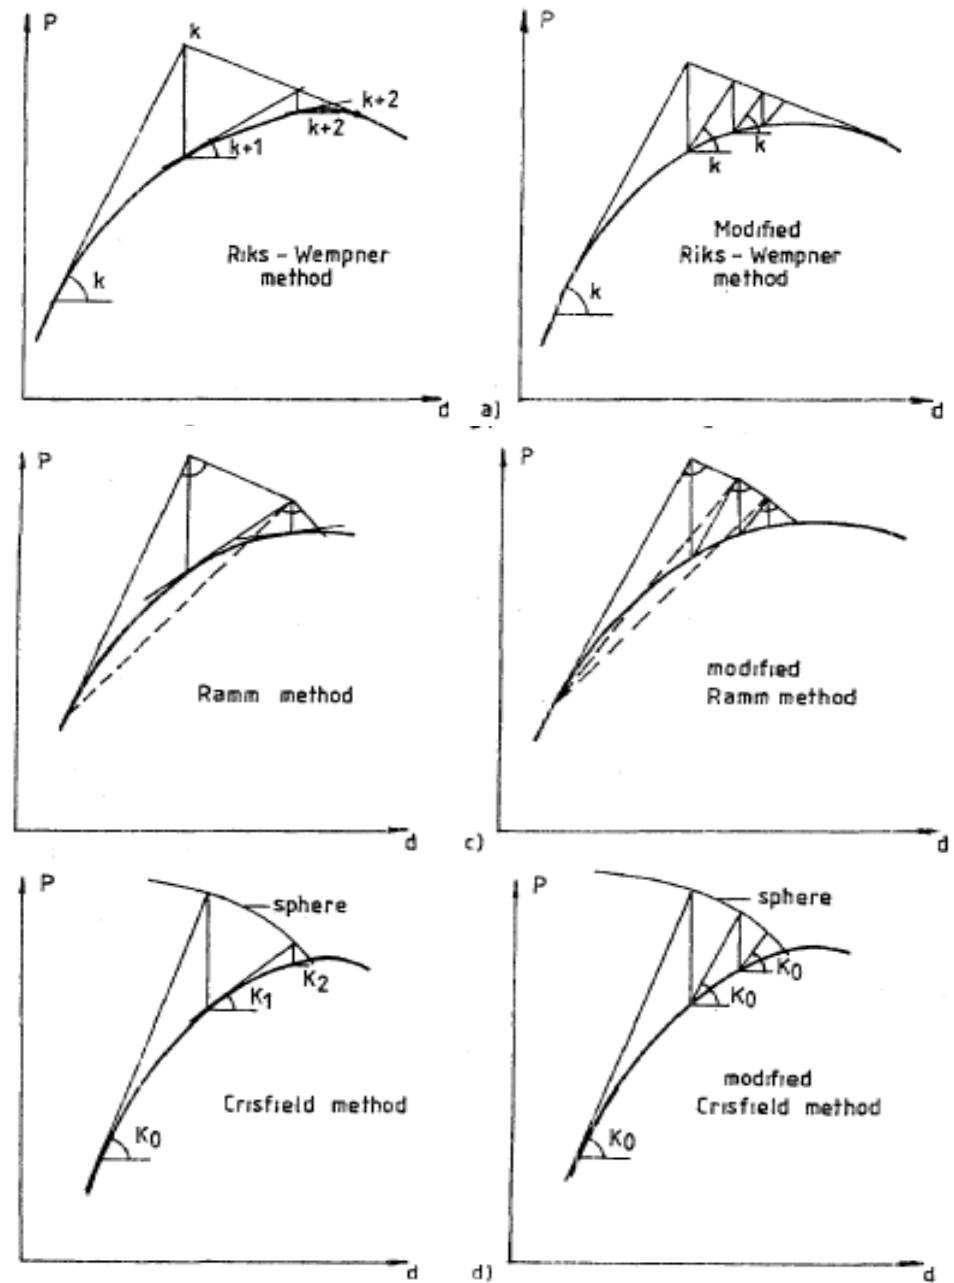 P
k
k+2
k+2
k+1
Riks - Wempner
method
k
d
a)
P
k
k
Modified
Riks - Wempner
method
k
d
P
Ramm method
d
c)
P
modified
Ramm method
d
P
sphere
K2
K1
Crisfield method
K0
d
d)
P
sphere
K0
K0
modified
Crisfield method
K0
d